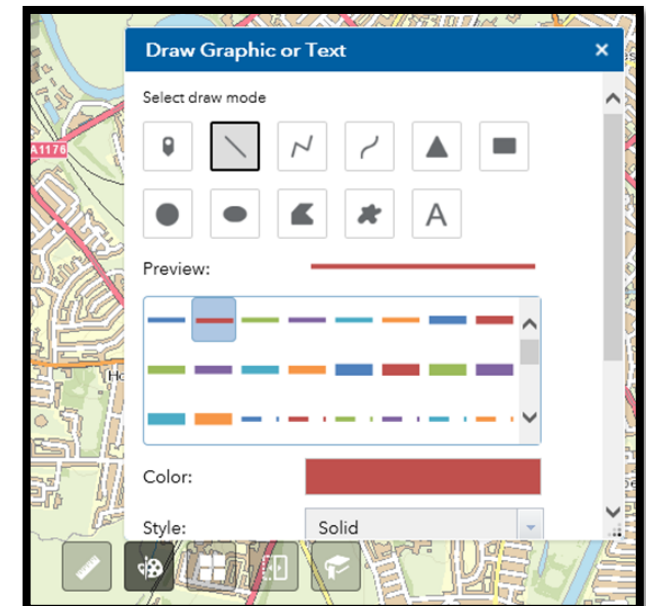 Draw Graphic or Text
Select draw mode
A1176
A
Preview:
Ho
Color:
Style:
Solid